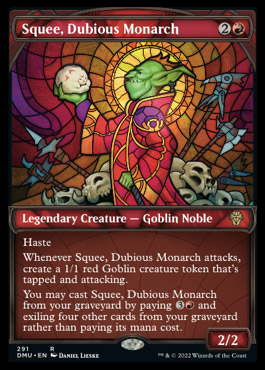 Squee, Dubious Monarch 2
Legendary Creature — Goblin Noble
Haste
Whenever Squee, Dubious Monarch attacks,
create a 1/1 red Goblin creature token that's
tapped and attacking.
You may cast Squee, Dubious Monarch
from your graveyard by paying 3 and
exiling four other cards from your graveyard
rather than paying its mana cost.
2/2
291 R
DMU • EN DANIEL LIESKE
™ & © 2022 Wizards of the Coast